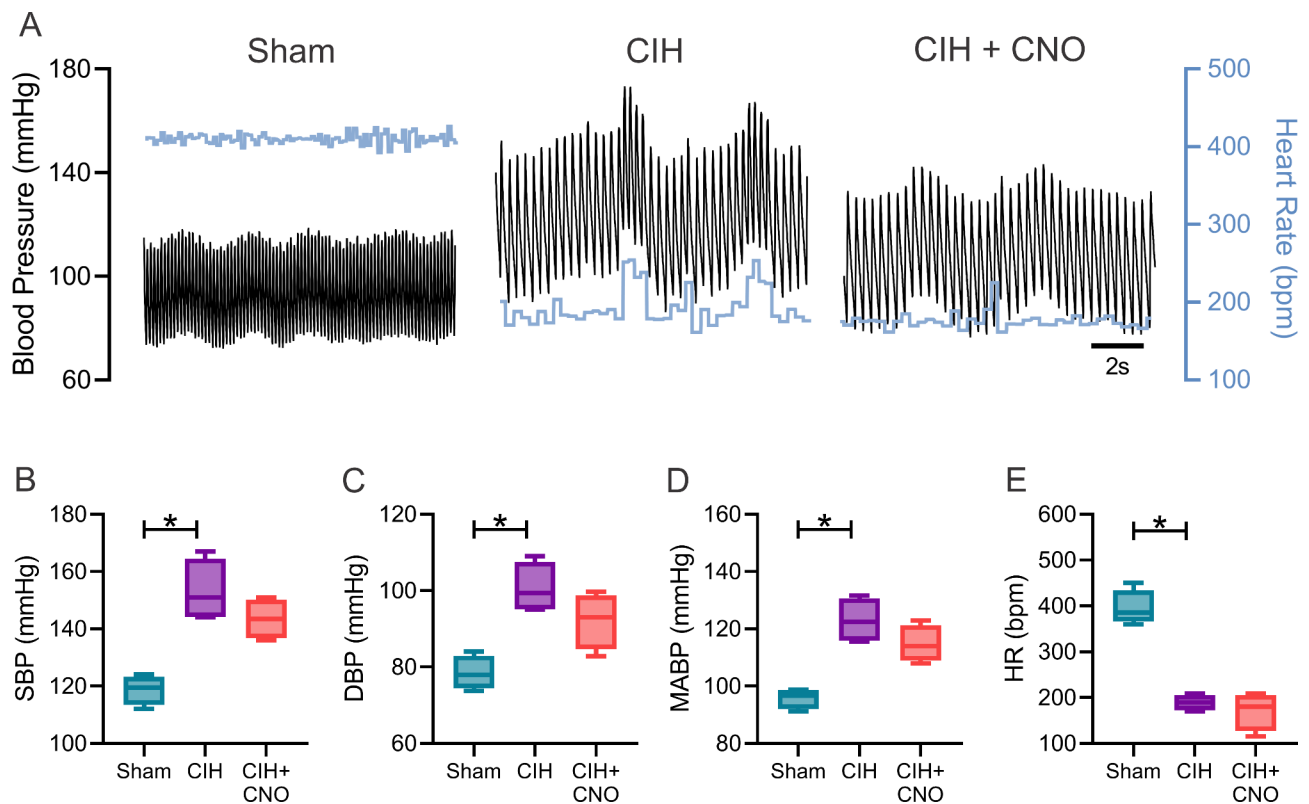 A
Sham
CIH
CIH + CNO
Blood Pressure (mmHg)
180
140
100
60
500
400
300
200
100
Heart Rate (bpm)
2s
B
SBP (mmHg)
180
160
140
120
100
*
Sham
CIH
CIH+
CNO
C
DBP (mmHg)
120
100
80
60
*
Sham
CIH
CIH+
CNO
D
MABP (mmHg)
160
140
120
100
80
*
Sham
CIH
CIH+
CNO
E
HR (bpm)
600
500
400
300
200
100
*
Sham
CIH
CIH+
CNO